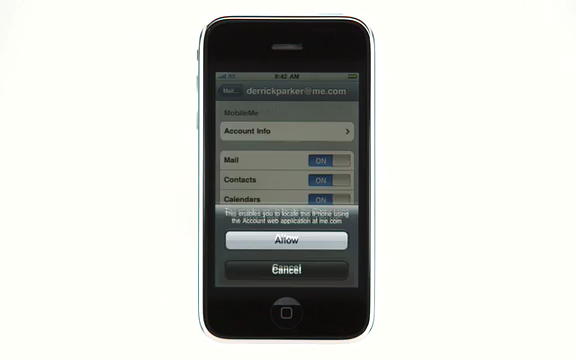 8:42 AM
Mail...
derrickparker@me.com
MobileMe
Account Info
Mail ON
Contacts ON
Calendars ON
This enables you to locate this iPhone using
the Account web application at me.com
Allow
Cancel